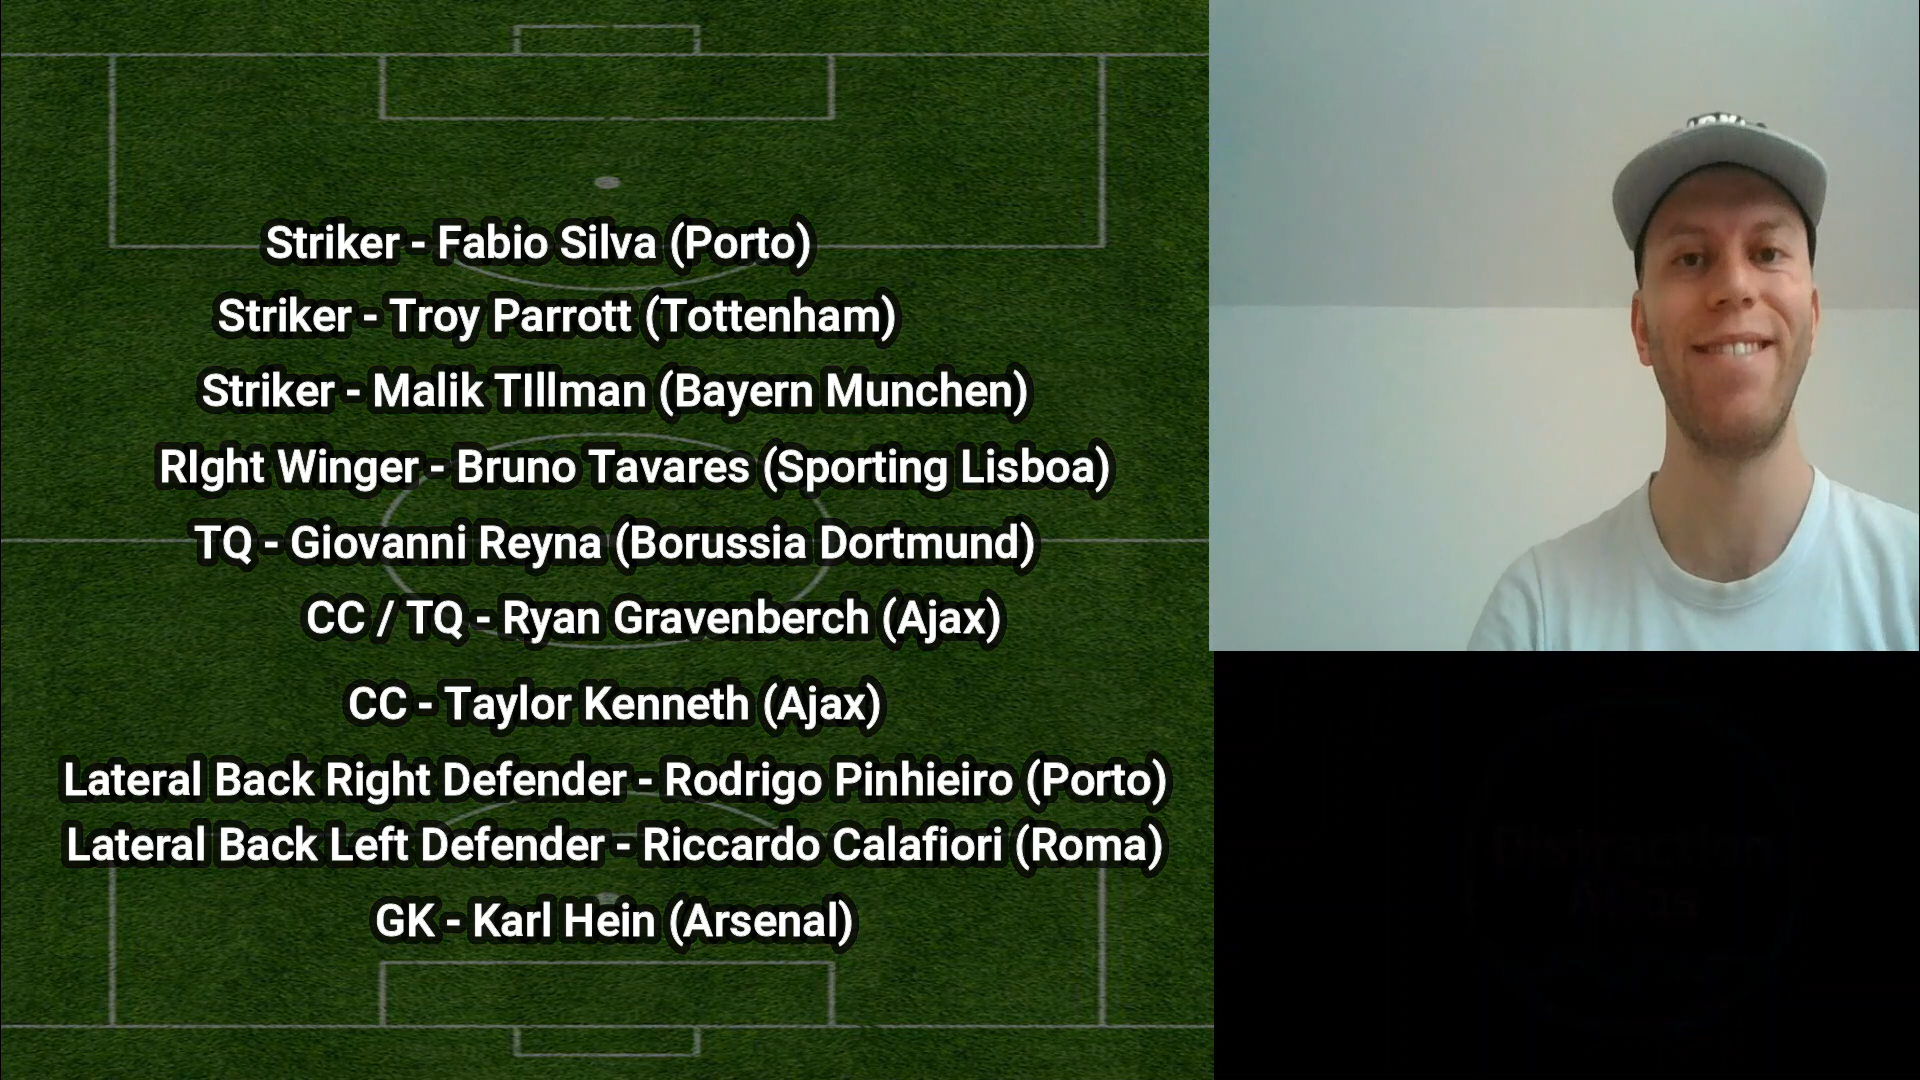 Striker - Fabio Silva (Porto)
Striker - Troy Parrott (Tottenham)
Striker - Malik TIllman (Bayern Munchen)
RIght Winger - Bruno Tavares (Sporting Lisboa)
TQ - Giovanni Reyna (Borussia Dortmund)
CC / TQ - Ryan Gravenberch (Ajax)
CC - Taylor Kenneth (Ajax)
Lateral Back Right Defender - Rodrigo Pinhieiro (Porto)
Lateral Back Left Defender - Riccardo Calafiori (Roma)
GK - Karl Hein (Arsenal)